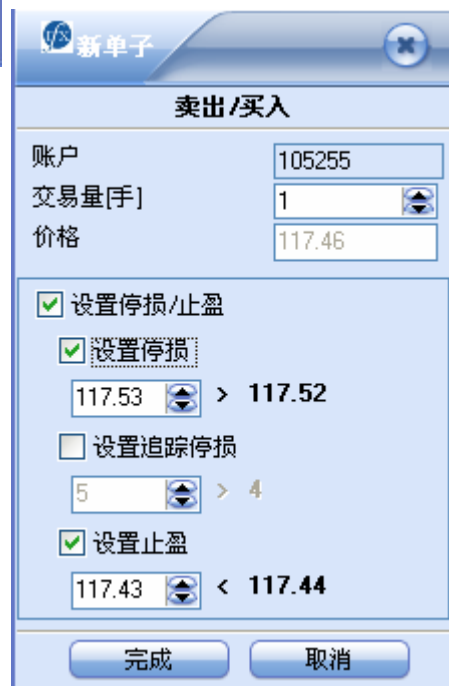 新单子
卖出/买入
账户 105255
交易量[手] 1
价格 117.46
设置停损/止盈
设置停损
117.53 > 117.52
设置追踪停损
5 > 4
设置止盈
117.43 < 117.44
完成 取消